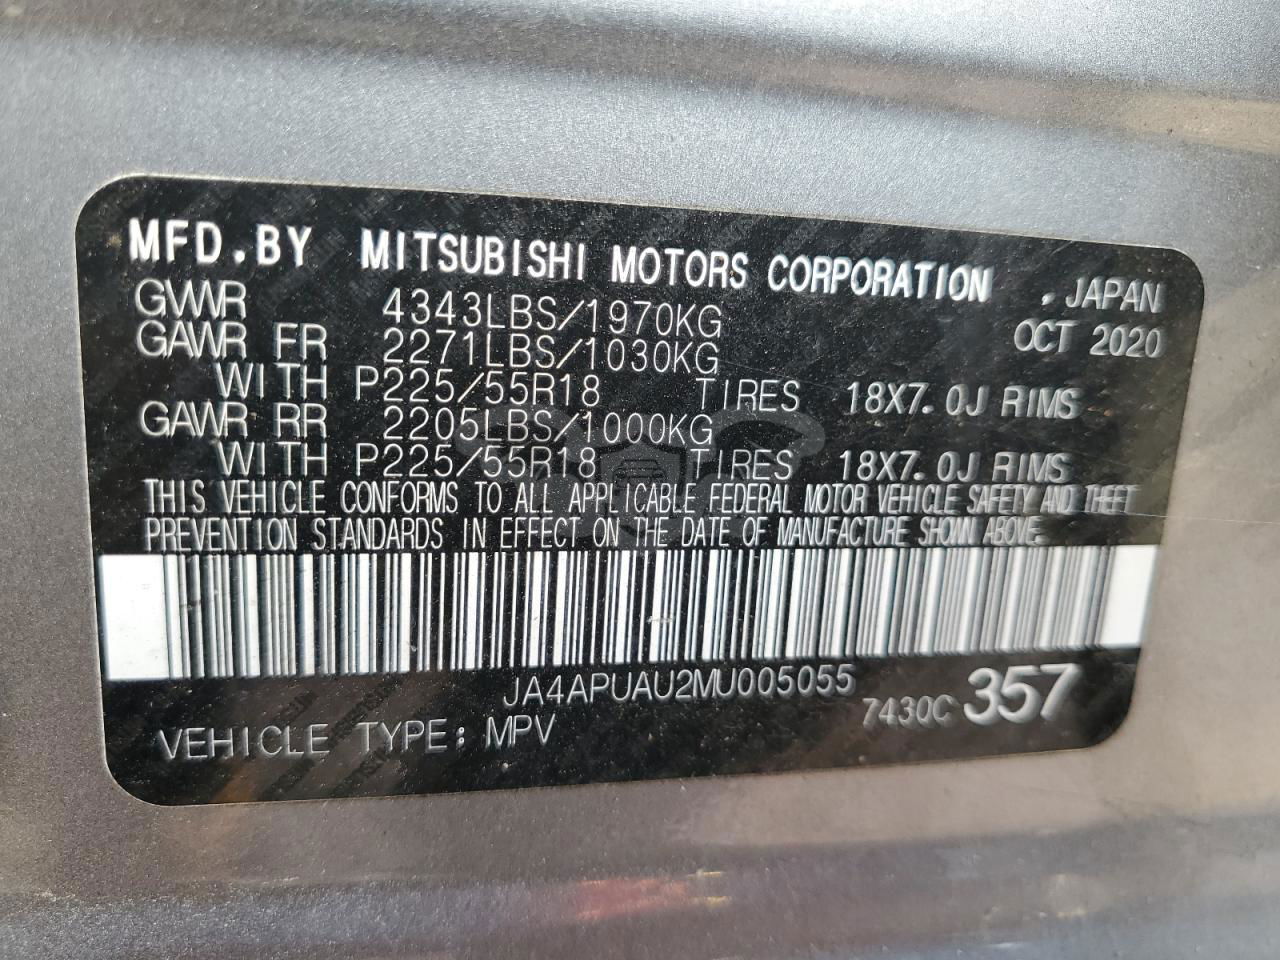 MFD.BY MITSUBISHI MOTORS CORPORATION , JAPAN
GVWR 4343LBS/1970KG OCT 2020
GAWR FR 2271LBS/1030KG
WITH P225/55R18 TIRES 18X7.0J RIMS
GAWR RR 2205LBS/1000KG
WITH P225/55R18 TIRES 18X7.0J RIMS
THIS VEHICLE CONFORMS TO ALL APPLICABLE FEDERAL MOTOR VEHICLE SAFETY AND THEFT
PREVENTION STANDARDS IN EFFECT ON THE DATE OF MANUFACTURE SHOWN ABOVE.
JA4APUAU2MU005055
7430C 357
VEHICLE TYPE: MPV